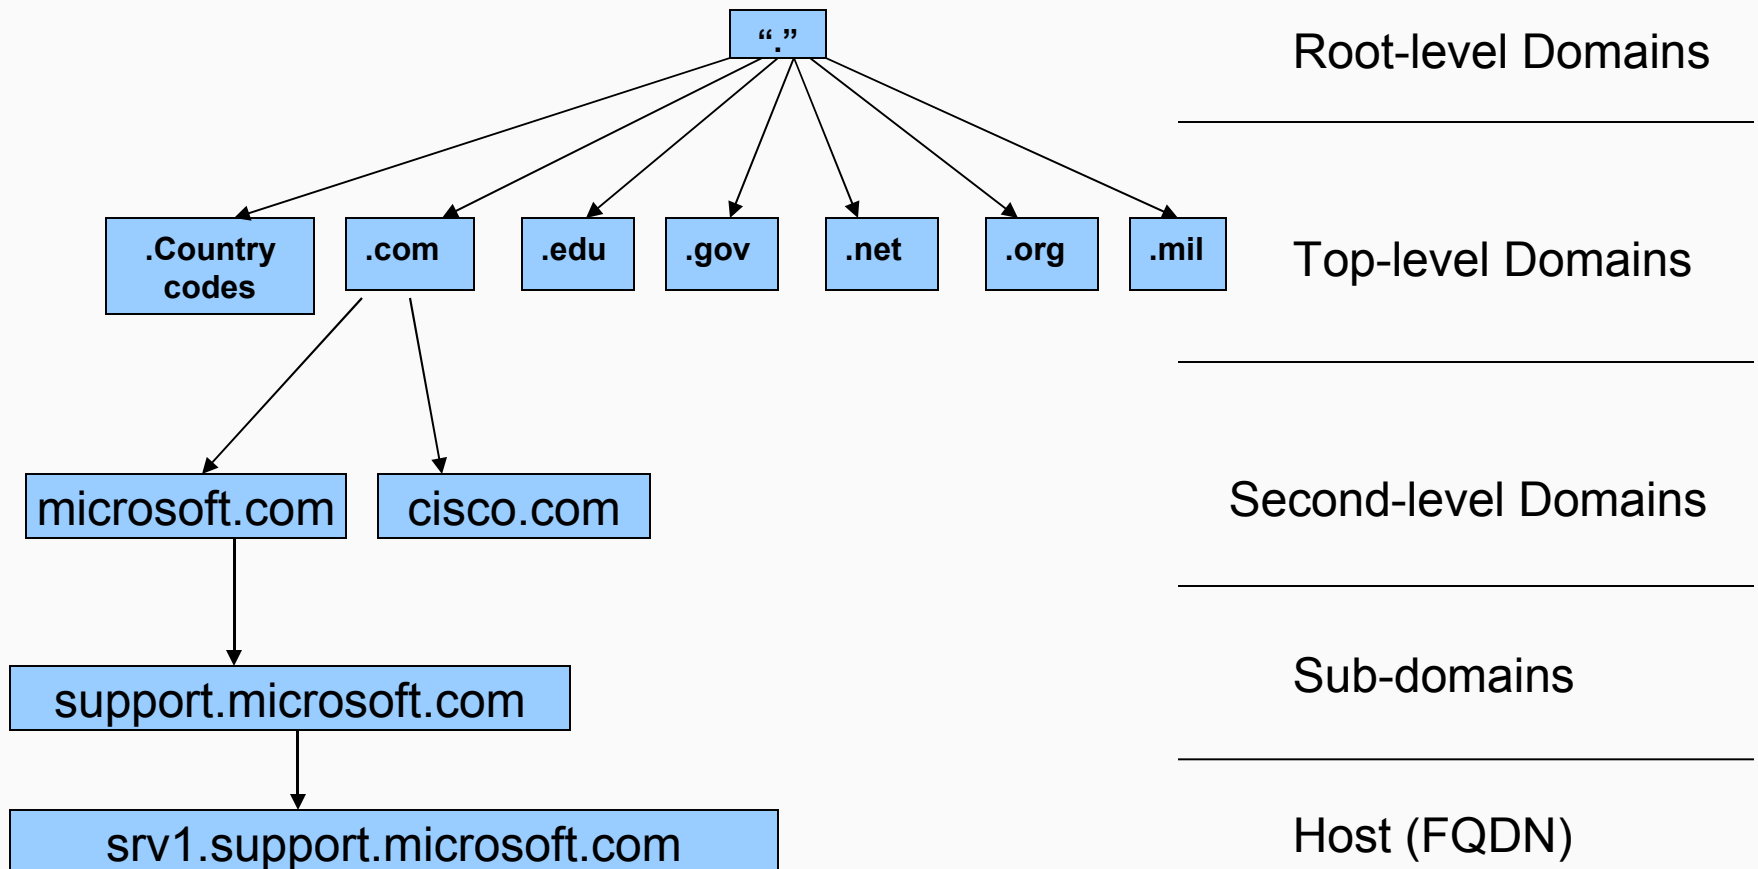 “.”
Root-level Domains
.Country
codes
.com
.edu
.gov
.net
.org
.mil
Top-level Domains
microsoft.com
cisco.com
Second-level Domains
support.microsoft.com
Sub-domains
srv1.support.microsoft.com
Host (FQDN)